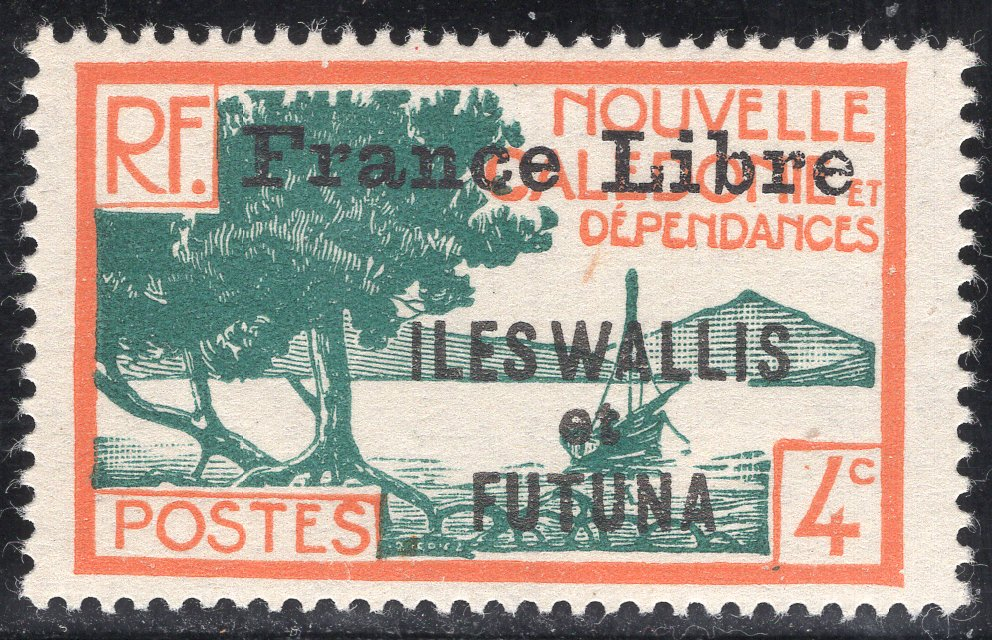 RF.
NOUVELLE
CALEDONIE ET
DÉPENDANCES
France Libre
ILES WALLIS
et
FUTUNA
POSTES
4c